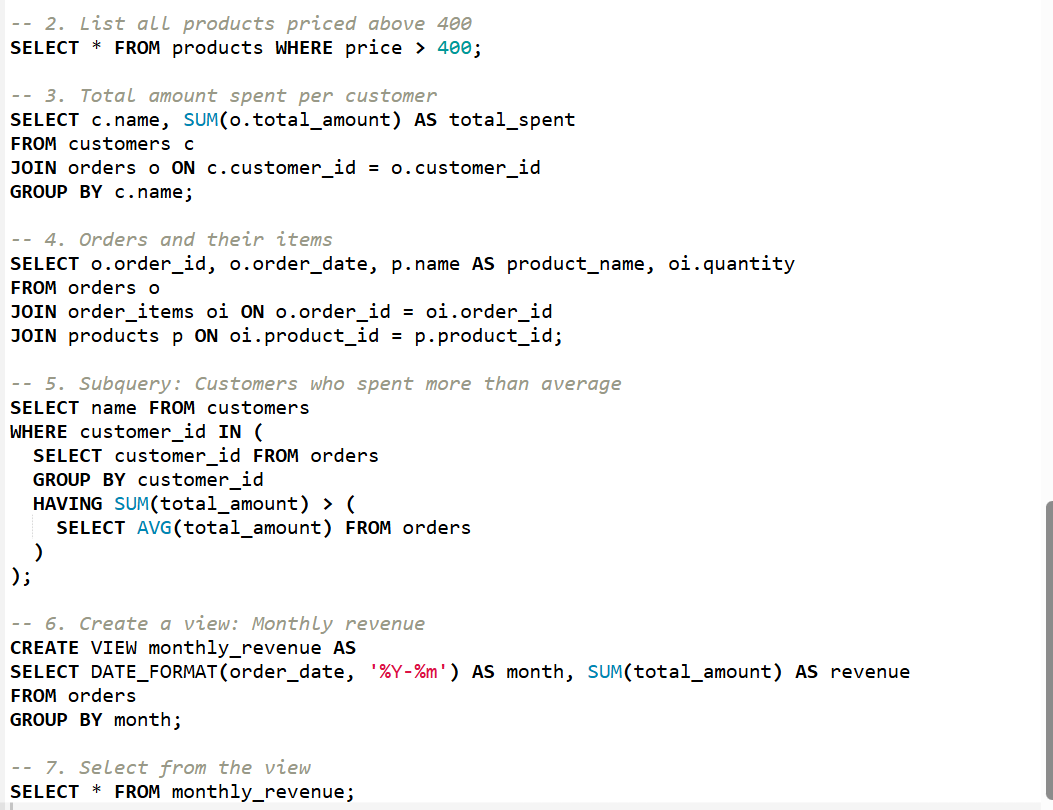 -- 2. List all products priced above 400
SELECT * FROM products WHERE price > 400;
-- 3. Total amount spent per customer
SELECT c.name, SUM(o.total_amount) AS total_spent
FROM customers c
JOIN orders o ON c.customer_id = o.customer_id
GROUP BY c.name;
-- 4. Orders and their items
SELECT o.order_id, o.order_date, p.name AS product_name, oi.quantity
FROM orders o
JOIN order_items oi ON o.order_id = oi.order_id
JOIN products p ON oi.product_id = p.product_id;
-- 5. Subquery: Customers who spent more than average
SELECT name FROM customers
WHERE customer_id IN (
  SELECT customer_id FROM orders
  GROUP BY customer_id
  HAVING SUM(total_amount) > (
    SELECT AVG(total_amount) FROM orders
  )
);
-- 6. Create a view: Monthly revenue
CREATE VIEW monthly_revenue AS
SELECT DATE_FORMAT(order_date, '%Y-%m') AS month, SUM(total_amount) AS revenue
FROM orders
GROUP BY month;
-- 7. Select from the view
SELECT * FROM monthly_revenue;